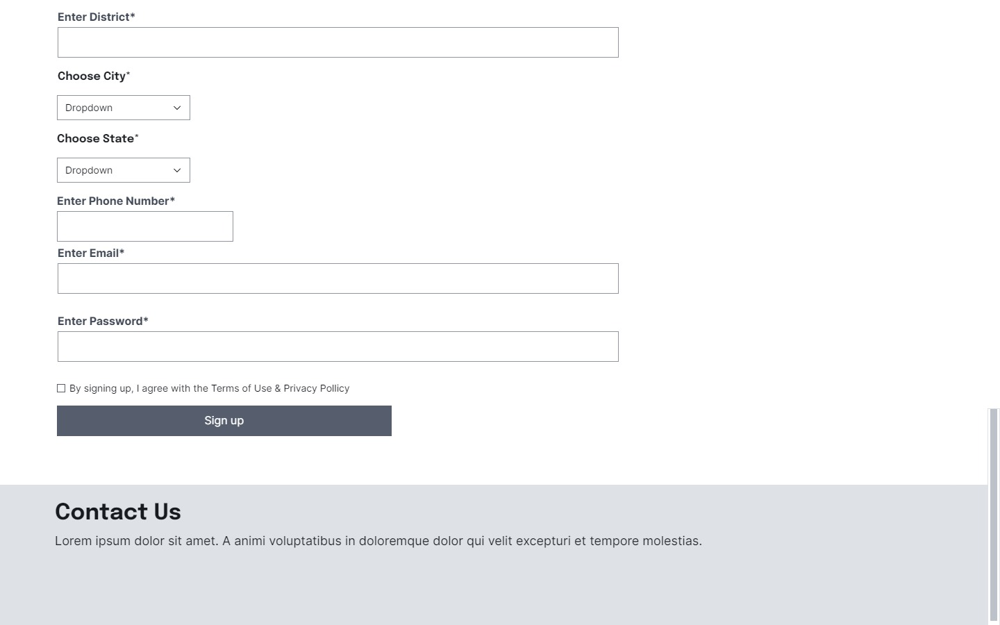 Enter District*
Choose City*
Dropdown
Choose State*
Dropdown
Enter Phone Number*
Enter Email*
Enter Password*
By signing up, I agree with the Terms of Use & Privacy Pollicy
Sign up
Contact Us
Lorem ipsum dolor sit amet. A animi voluptatibus in doloremque dolor qui velit excepturi et tempore molestias.